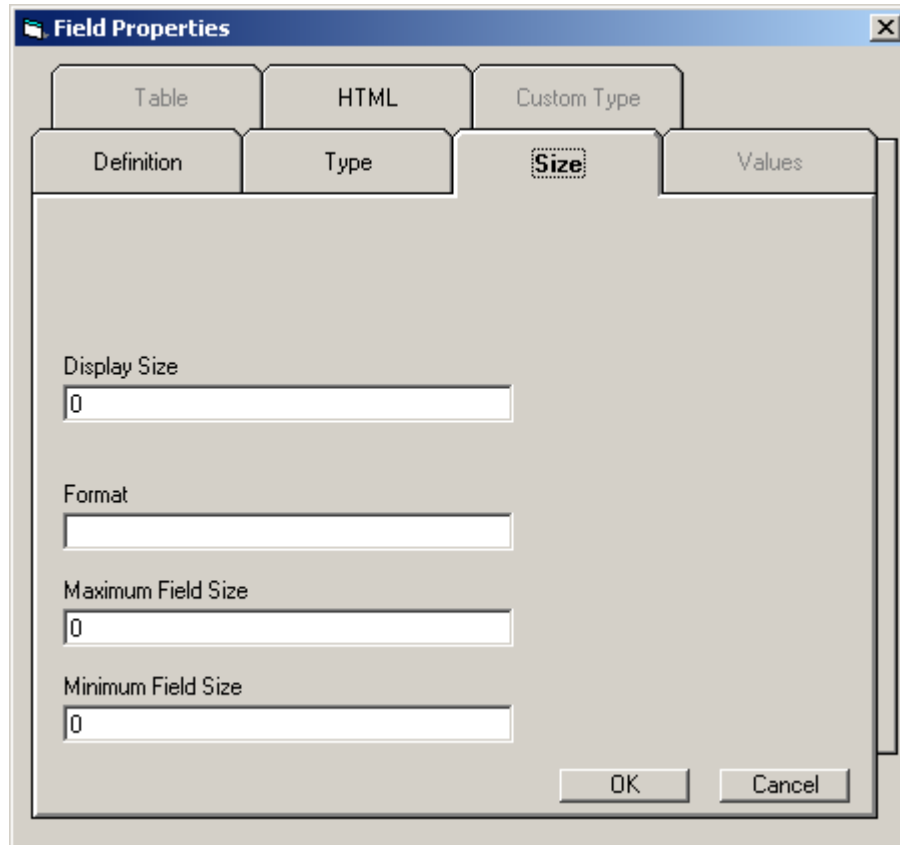 Field Properties
Table HTML Custom Type
Definition Type Size Values
Display Size
0
Format
Maximum Field Size
0
Minimum Field Size
0
OK Cancel